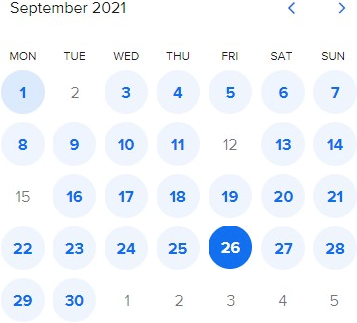 September 2021
MON TUE WED THU FRI SAT SUN
1 2 3 4 5 6 7
8 9 10 11 12 13 14
15 16 17 18 19 20 21
22 23 24 25 26 27 28
29 30 1 2 3 4 5